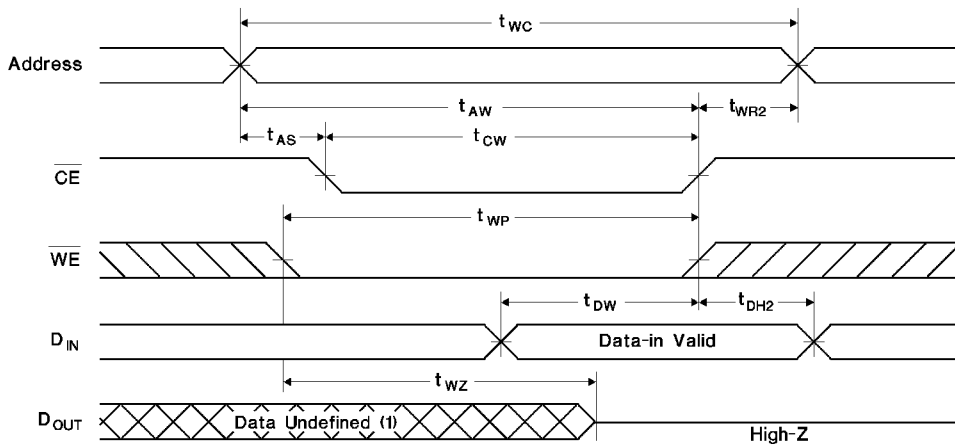 tWC
Address
tAW
tWR2
tAS
tCW
CE
tWP
WE
tDW
tDH2
DIN
Data-in Valid
tWZ
DOUT
Data Undefined (1)
High-Z